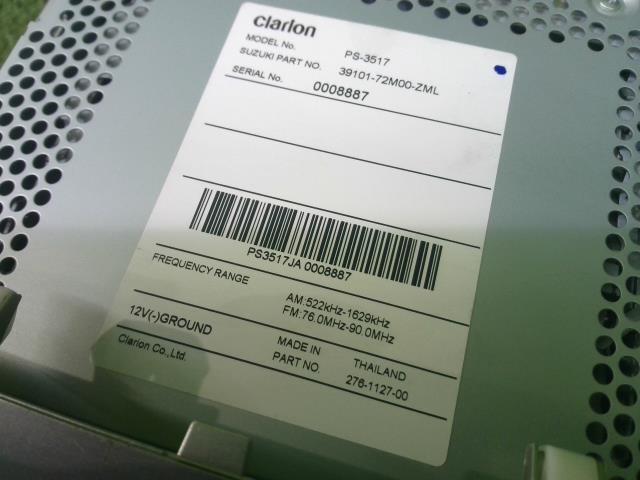 clarion
MODEL No. PS-3517
SUZUKI PART NO. 39101-72M00-ZML
SERIAL No. 0008887
PS3517JA 0008887
FREQUENCY RANGE AM:522kHz-1629kHz
FM:76.0MHz-90.0MHz
12V(-)GROUND MADE IN THAILAND
Clarion Co.,Ltd. PART NO. 276-1127-00